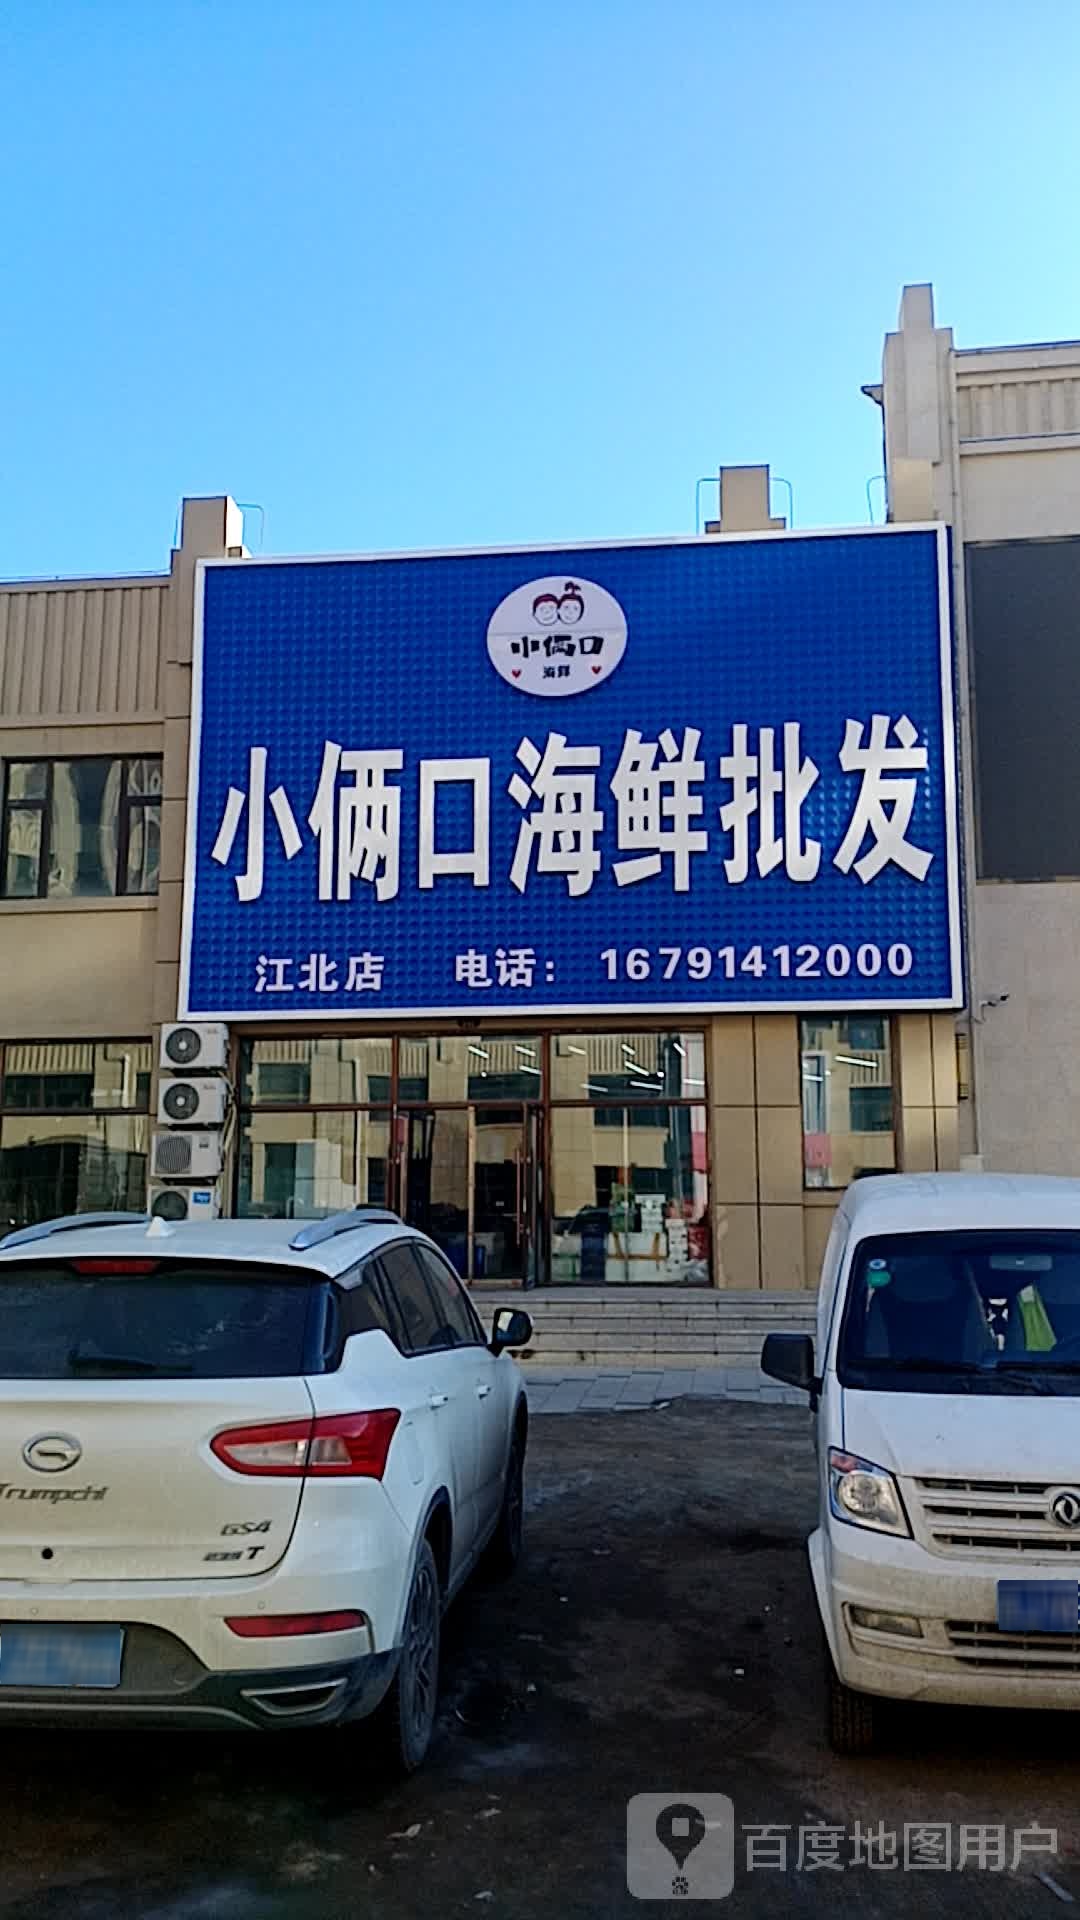 小俩口
海鲜
小俩口海鲜批发
江北店 电话: 16791412000
Trumpchi
GS4
235T
百度地图用户